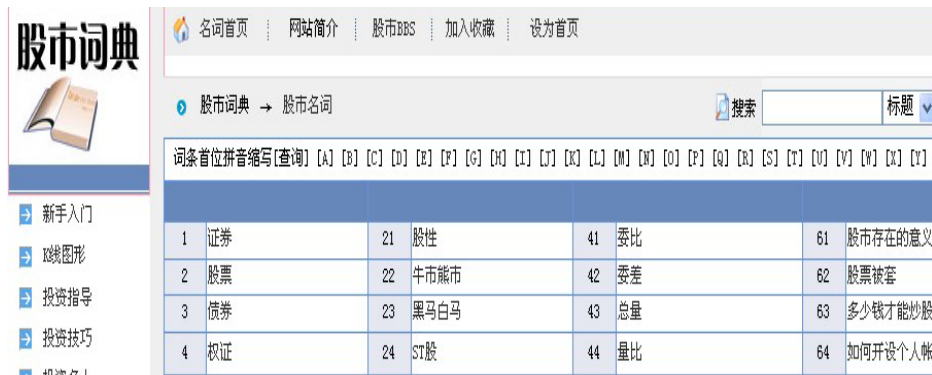 股市词典
名词首页 ┊ 网站简介 ┊ 股市BBS ┊ 加入收藏 ┊ 设为首页
股市词典 → 股市名词
搜索 标题
词条首位拼音缩写[查询] [A] [B] [C] [D] [E] [F] [G] [H] [I] [J] [K] [L] [M] [N] [O] [P] [Q] [R] [S] [T] [U] [V] [W] [X] [Y]
新手入门
K线图形
投资指导
投资技巧
1 证券 21 股性 41 委比 61 股市存在的意义
2 股票 22 牛市熊市 42 委差 62 股票被套
3 债券 23 黑马白马 43 总量 63 多少钱才能炒股
4 权证 24 ST股 44 量比 64 如何开设个人帐